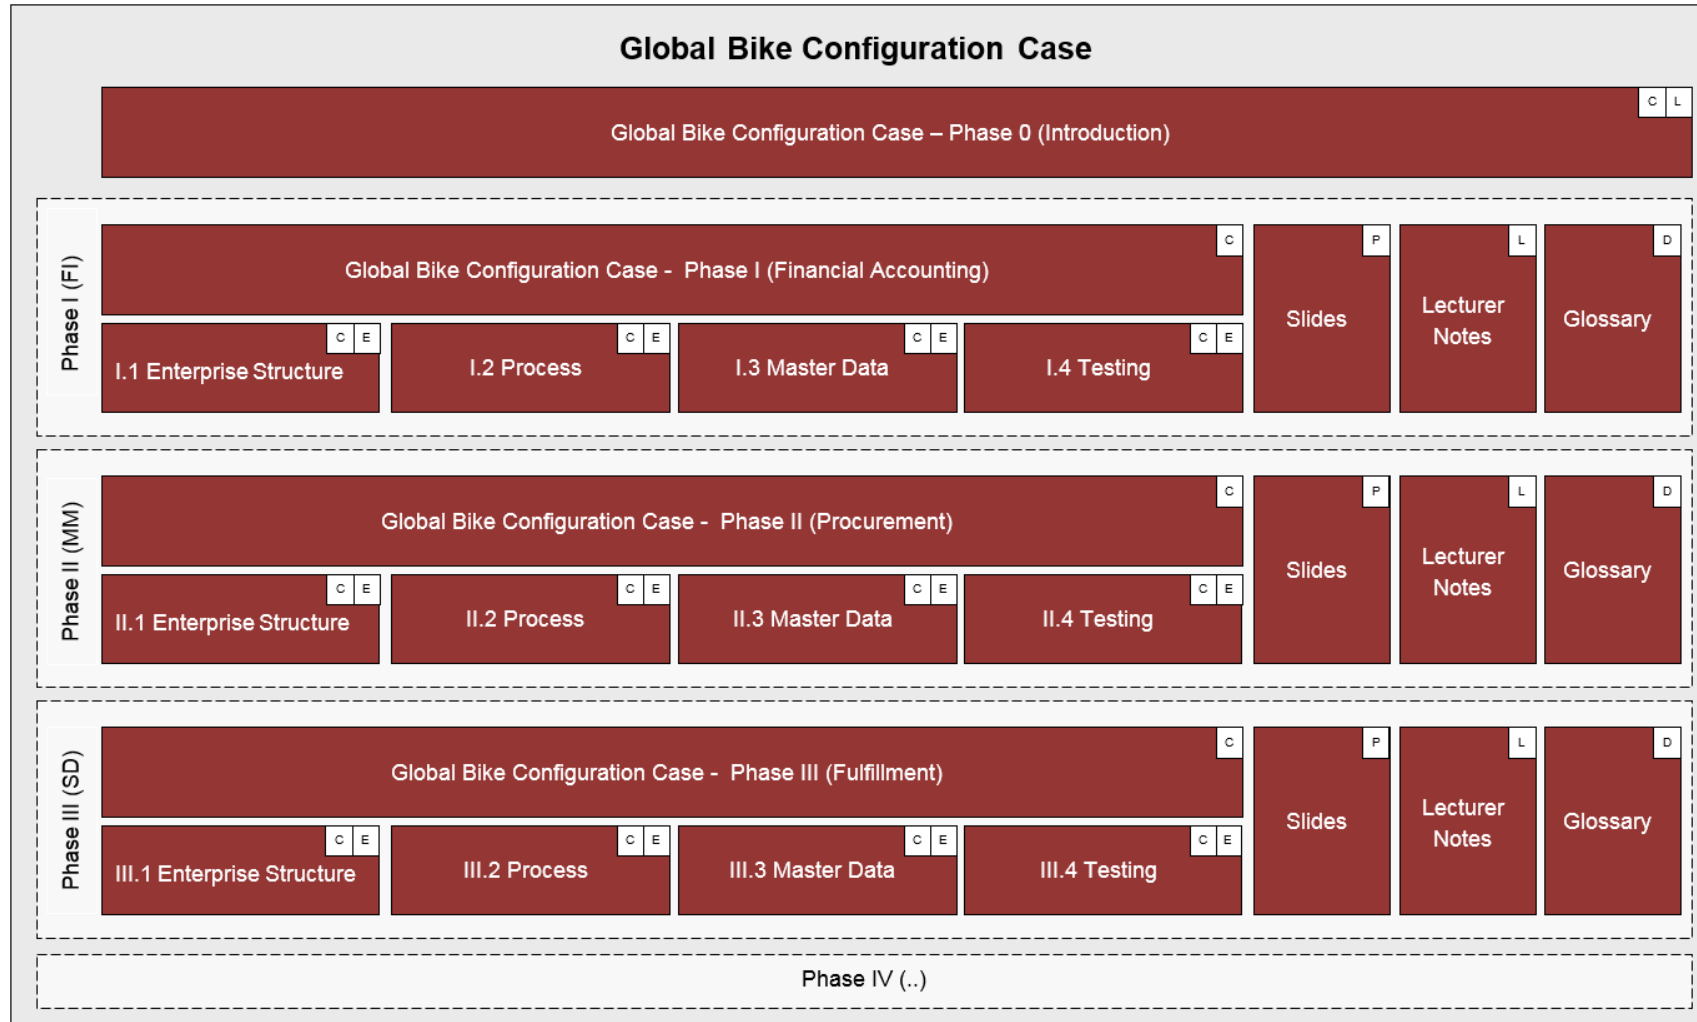 Global Bike Configuration Case
C L
Global Bike Configuration Case – Phase 0 (Introduction)
Phase I (FI)
C
Global Bike Configuration Case - Phase I (Financial Accounting)
C E
I.1 Enterprise Structure
C E
I.2 Process
C E
I.3 Master Data
C E
I.4 Testing
P
Slides
L
Lecturer
Notes
D
Glossary
Phase II (MM)
C
Global Bike Configuration Case - Phase II (Procurement)
C E
II.1 Enterprise Structure
C E
II.2 Process
C E
II.3 Master Data
C E
II.4 Testing
P
Slides
L
Lecturer
Notes
D
Glossary
Phase III (SD)
C
Global Bike Configuration Case - Phase III (Fulfillment)
C E
III.1 Enterprise Structure
C E
III.2 Process
C E
III.3 Master Data
C E
III.4 Testing
P
Slides
L
Lecturer
Notes
D
Glossary
Phase IV (..)